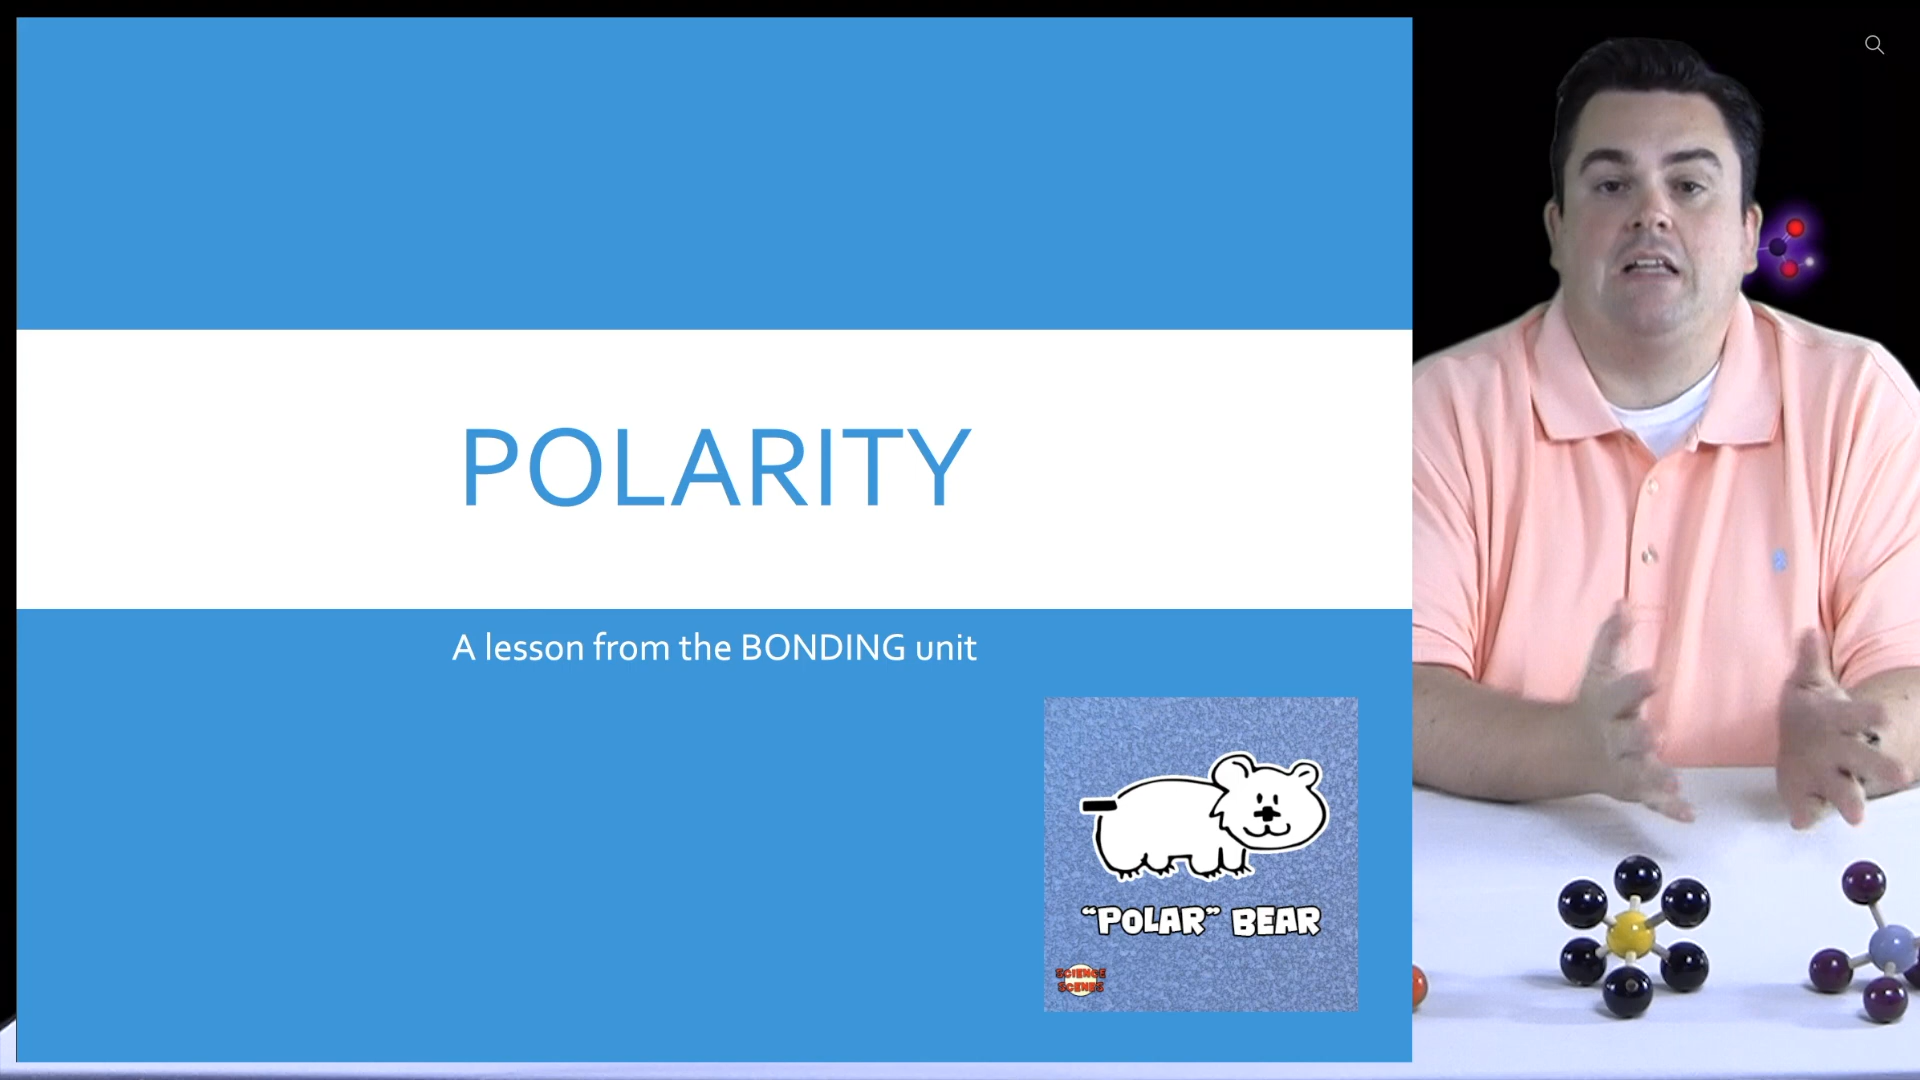 POLARITY
A lesson from the BONDING unit
“POLAR” BEAR
SCIENCE
SCENES